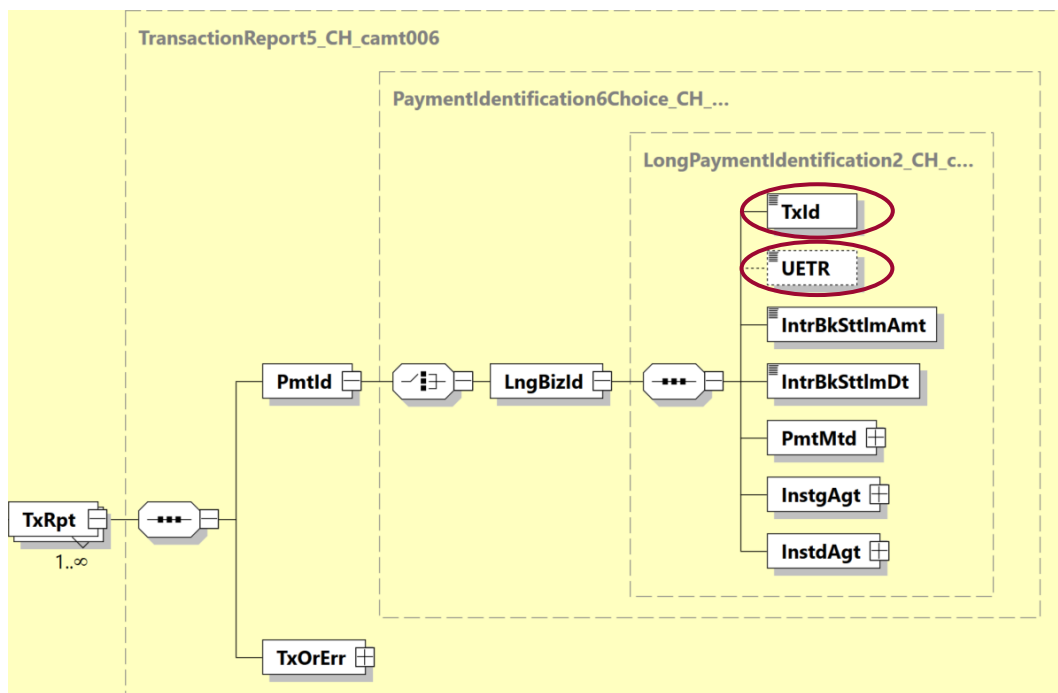 TransactionReport5_CH_camt006
PaymentIdentification6Choice_CH_...
LongPaymentIdentification2_CH_c...
TxId
UETR
IntrBkSttlmAmt
PmtId
LngBizId
IntrBkSttlmDt
PmtMtd
InstgAgt
TxRpt
1..∞
InstdAgt
TxOrErr